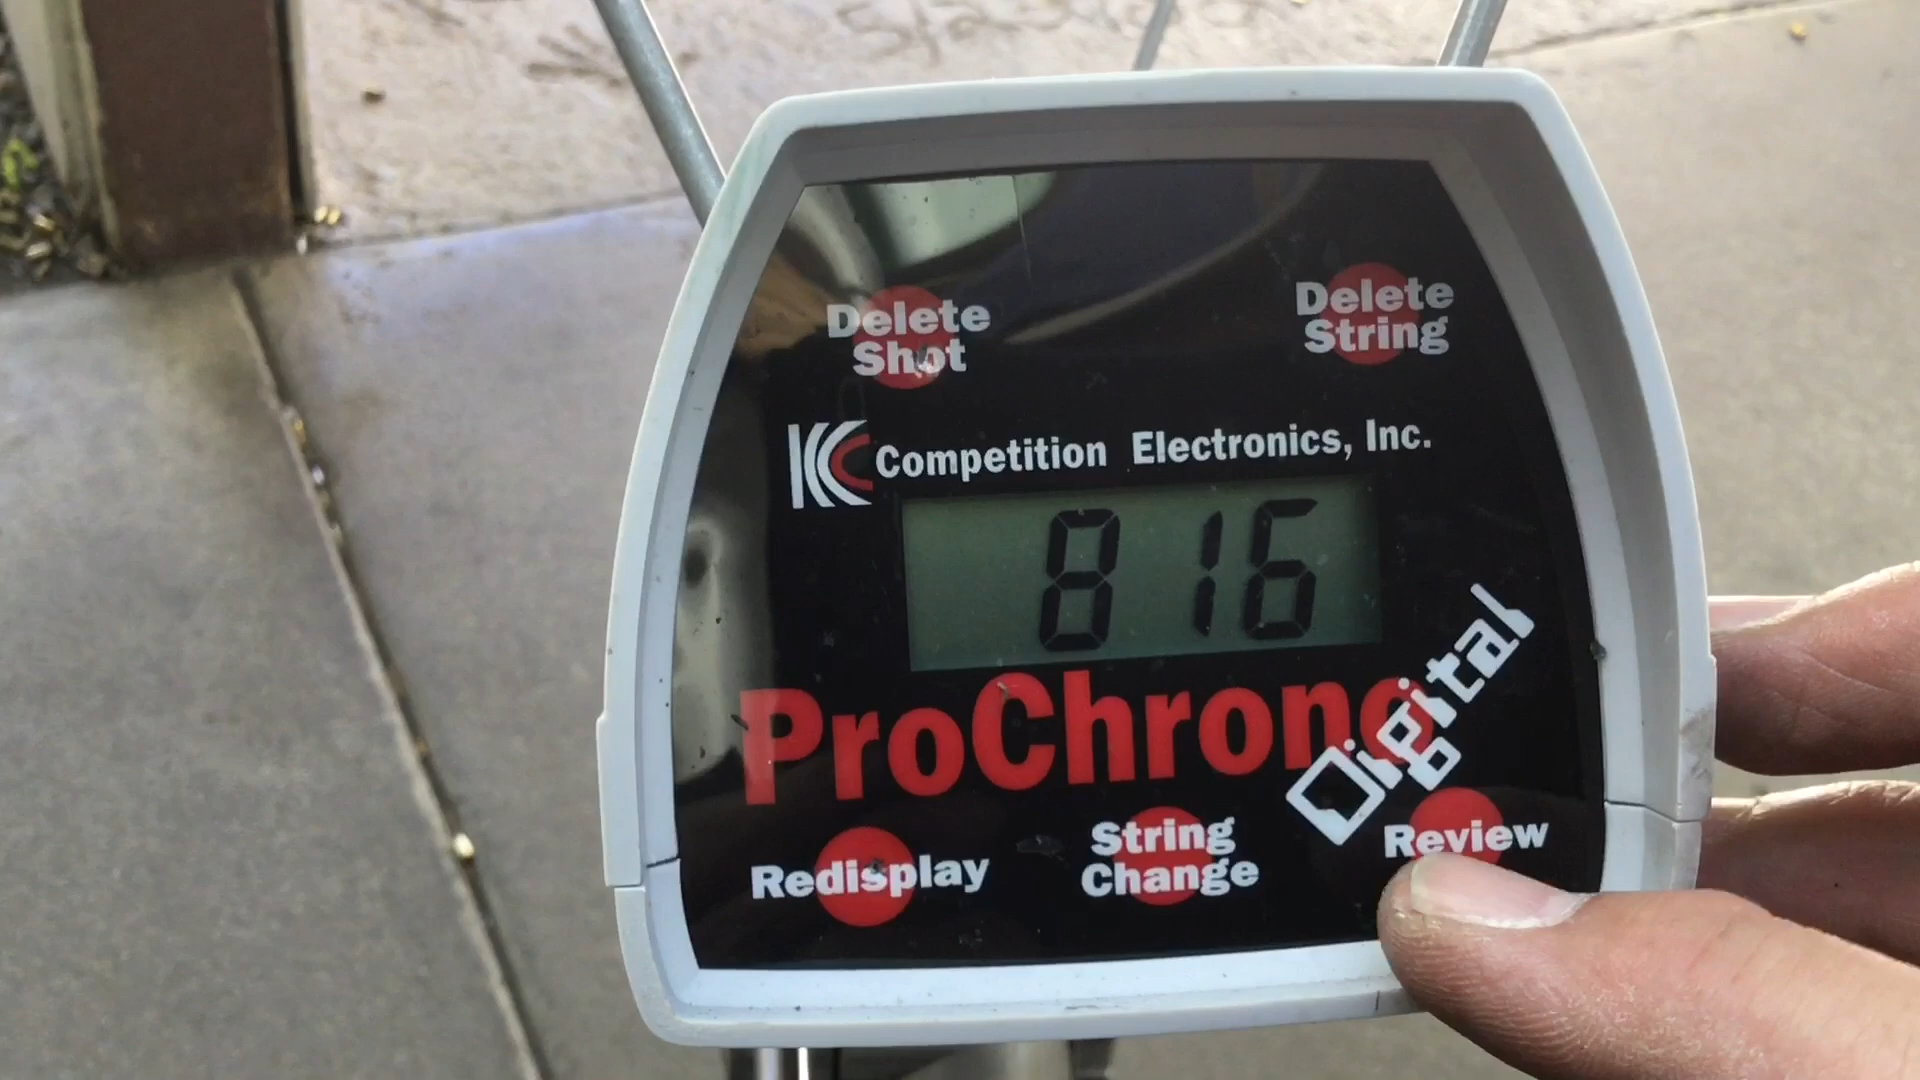 Delete
Shot
Delete
String
Competition Electronics, Inc.
816
ProChrono
Digital
Redisplay
String
Change
Review